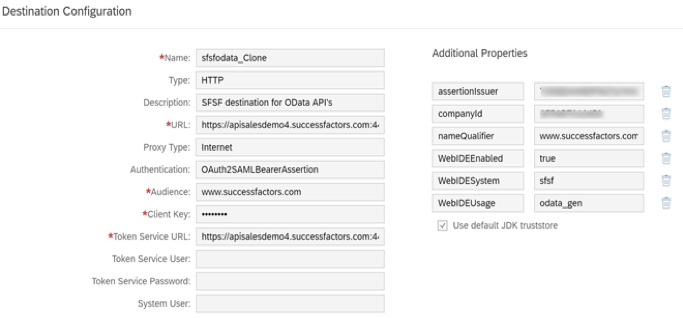 Destination Configuration
*Name: sfsfodata_Clone
Type: HTTP
Description: SFSF destination for OData API's
*URL: https://apisalesdemo4.successfactors.com:4
Proxy Type: Internet
Authentication: OAuth2SAMLBearerAssertion
*Audience: www.successfactors.com
*Client Key: ••••••••
*Token Service URL: https://apisalesdemo4.successfactors.com:4
Token Service User:
Token Service Password:
System User:
Additional Properties
assertionIssuer
companyId
nameQualifier www.successfactors.com
WebIDEEnabled true
WebIDESystem sfsf
WebIDEUsage odata_gen
Use default JDK truststore